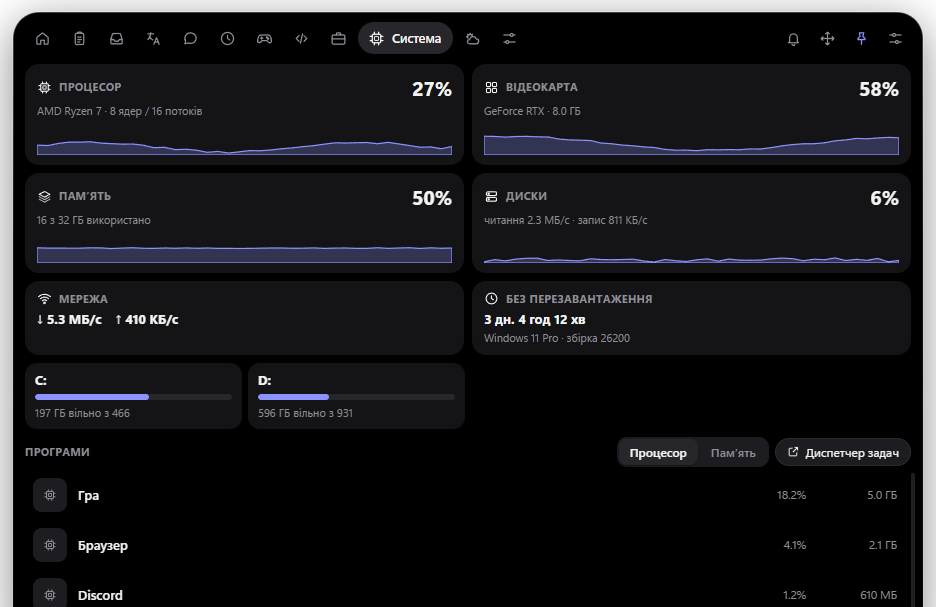 Система
ПРОЦЕСОР 27%
AMD Ryzen 7 · 8 ядер / 16 потоків
ВІДЕОКАРТА 58%
GeForce RTX · 8.0 ГБ
ПАМ'ЯТЬ 50%
16 з 32 ГБ використано
ДИСКИ 6%
читання 2.3 МБ/с · запис 811 КБ/с
МЕРЕЖА
↓ 5.3 МБ/с ↑ 410 КБ/с
БЕЗ ПЕРЕЗАВАНТАЖЕННЯ
3 дн. 4 год 12 хв
Windows 11 Pro · збірка 26200
C:
197 ГБ вільно з 466
D:
596 ГБ вільно з 931
ПРОГРАМИ Процесор Пам'ять Диспетчер задач
Гра 18.2% 5.0 ГБ
Браузер 4.1% 2.1 ГБ
Discord 1.2% 610 МБ